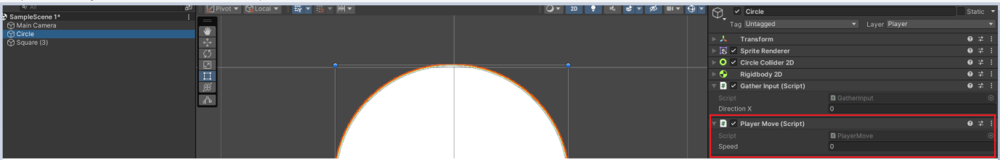 All
SampleScene 1*
Main Camera
Circle
Square (3)
Pivot
Local
2D
Circle
Static
Tag Untagged
Layer Player
Transform
Sprite Renderer
Circle Collider 2D
Rigidbody 2D
# Gather Input (Script)
Script GatherInput
Direction X 0
# Player Move (Script)
Script PlayerMove
Speed 0